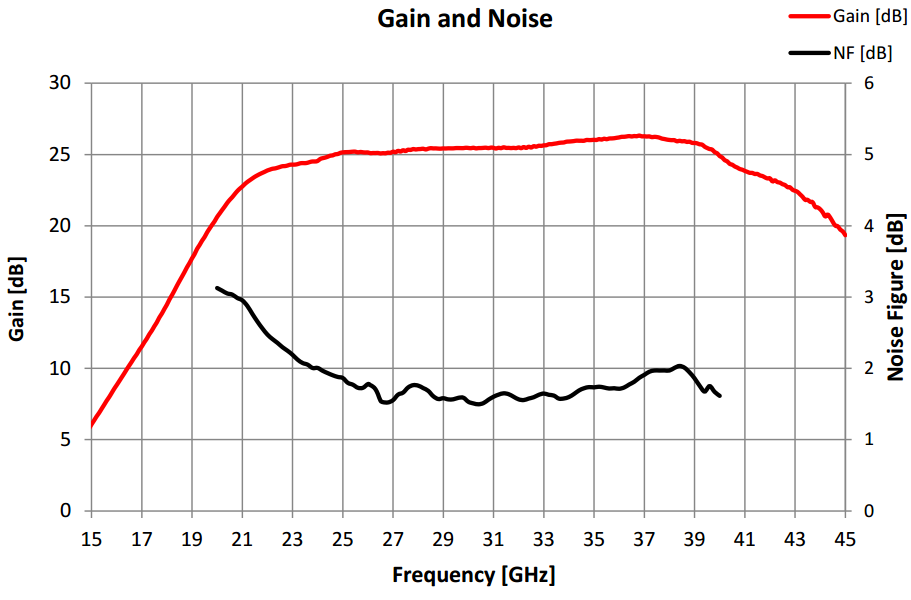 Gain and Noise
Gain [dB]
NF [dB]
30
25
20
15
10
5
0
Gain [dB]
6
5
4
3
2
1
0
Noise Figure [dB]
15 17 19 21 23 25 27 29 31 33 35 37 39 41 43 45
Frequency [GHz]